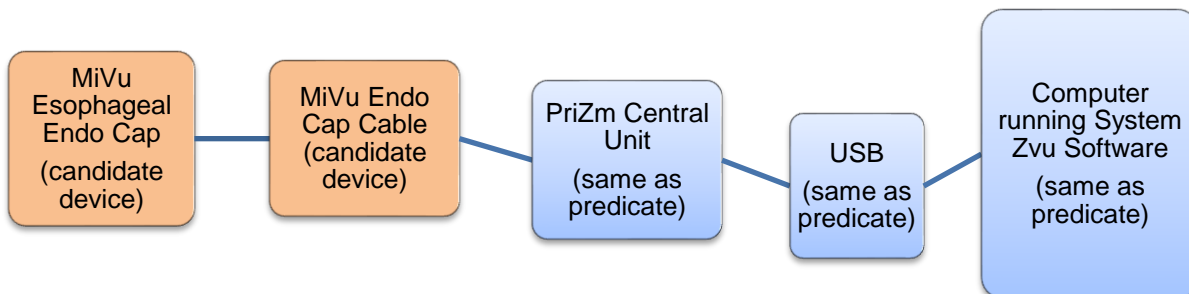 MiVu
Esophageal
Endo Cap
(candidate
device)
MiVu Endo
Cap Cable
(candidate
device)
PriZm Central
Unit
(same as
predicate)
USB
(same as
predicate)
Computer
running System
Zvu Software
(same as
predicate)